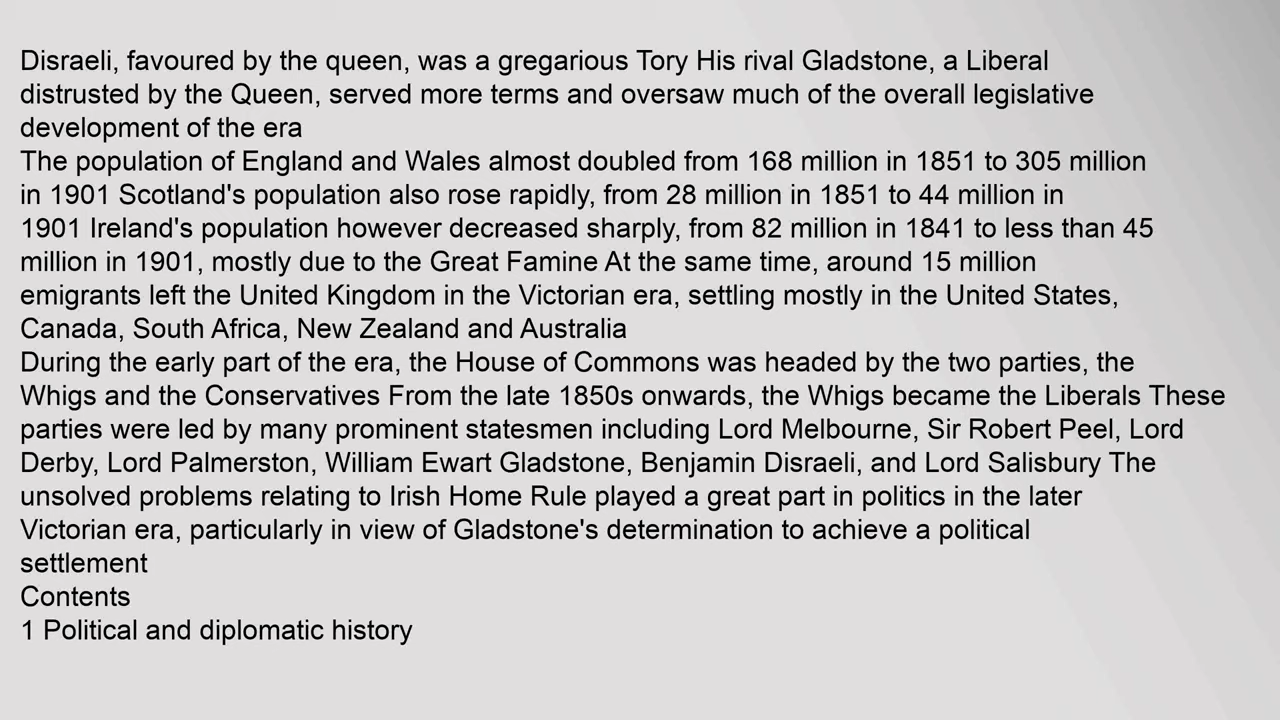 Disraeli, favoured by the queen, was a gregarious Tory His rival Gladstone, a Liberal
distrusted by the Queen, served more terms and oversaw much of the overall legislative
development of the era
The population of England and Wales almost doubled from 168 million in 1851 to 305 million
in 1901 Scotland's population also rose rapidly, from 28 million in 1851 to 44 million in
1901 Ireland's population however decreased sharply, from 82 million in 1841 to less than 45
million in 1901, mostly due to the Great Famine At the same time, around 15 million
emigrants left the United Kingdom in the Victorian era, settling mostly in the United States,
Canada, South Africa, New Zealand and Australia
During the early part of the era, the House of Commons was headed by the two parties, the
Whigs and the Conservatives From the late 1850s onwards, the Whigs became the Liberals These
parties were led by many prominent statesmen including Lord Melbourne, Sir Robert Peel, Lord
Derby, Lord Palmerston, William Ewart Gladstone, Benjamin Disraeli, and Lord Salisbury The
unsolved problems relating to Irish Home Rule played a great part in politics in the later
Victorian era, particularly in view of Gladstone's determination to achieve a political
settlement
Contents
1 Political and diplomatic history